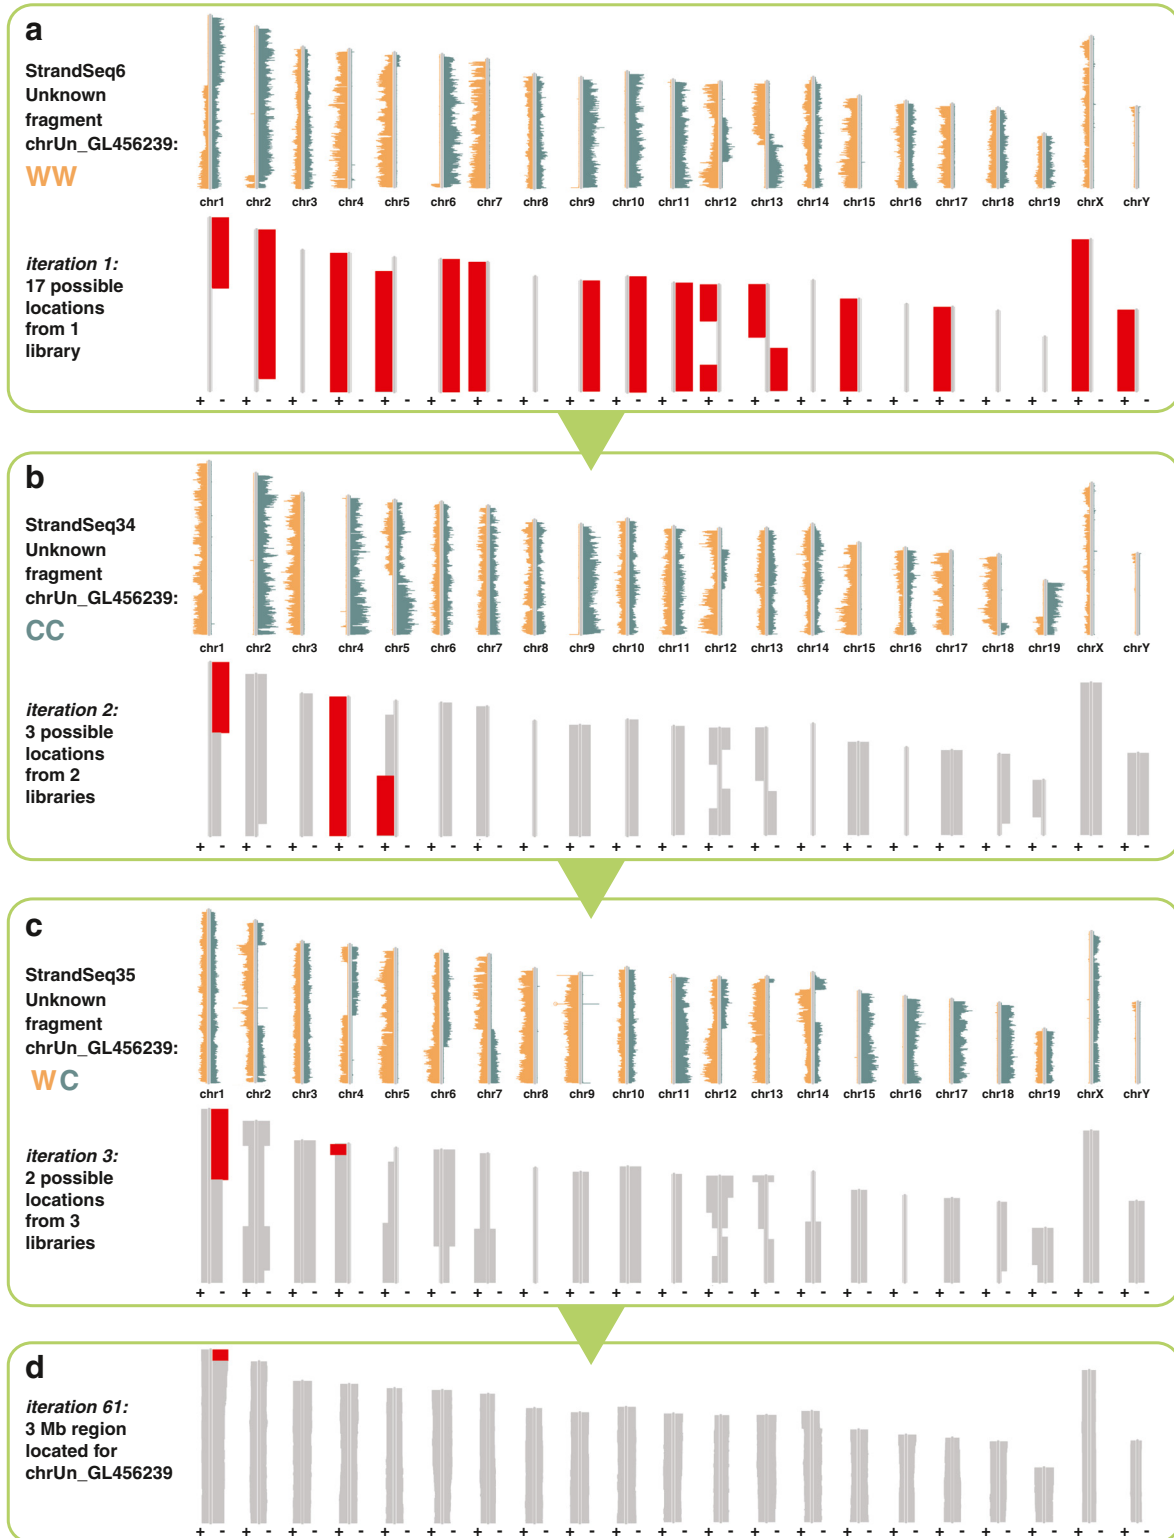 a
StrandSeq6
Unknown
fragment
chrUn_GL456239:
WW
chr1 chr2 chr3 chr4 chr5 chr6 chr7 chr8 chr9 chr10 chr11 chr12 chr13 chr14 chr15 chr16 chr17 chr18 chr19 chrX chrY
iteration 1:
17 possible
locations
from 1
library
+ - + - + - + - + - + - + - + - + - + - + - + - + - + - + - + - + - + - + - + - + -
b
StrandSeq34
Unknown
fragment
chrUn_GL456239:
CC
chr1 chr2 chr3 chr4 chr5 chr6 chr7 chr8 chr9 chr10 chr11 chr12 chr13 chr14 chr15 chr16 chr17 chr18 chr19 chrX chrY
iteration 2:
3 possible
locations
from 2
libraries
+ - + - + - + - + - + - + - + - + - + - + - + - + - + - + - + - + - + - + - + - + -
c
StrandSeq35
Unknown
fragment
chrUn_GL456239:
WC
chr1 chr2 chr3 chr4 chr5 chr6 chr7 chr8 chr9 chr10 chr11 chr12 chr13 chr14 chr15 chr16 chr17 chr18 chr19 chrX chrY
iteration 3:
2 possible
locations
from 3
libraries
+ - + - + - + - + - + - + - + - + - + - + - + - + - + - + - + - + - + - + - + - + -
d
iteration 61:
3 Mb region
located for
chrUn_GL456239
+ - + - + - + - + - + - + - + - + - + - + - + - + - + - + - + - + - + - + - + - + -